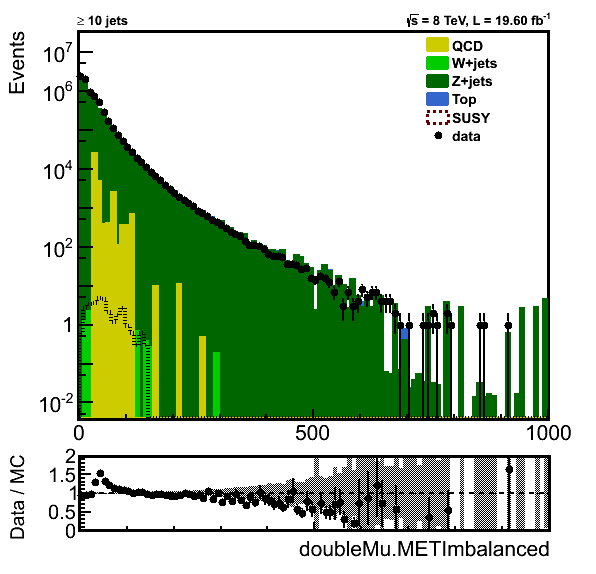 ≥ 10 jets
√s = 8 TeV, L = 19.60 fb⁻¹
Events
10⁷
10⁶
10⁴
10²
1
10⁻²
QCD
W+jets
Z+jets
Top
SUSY
data
0
500
1000
Data / MC
2
1.5
1
0.5
0
doubleMu.METImbalanced